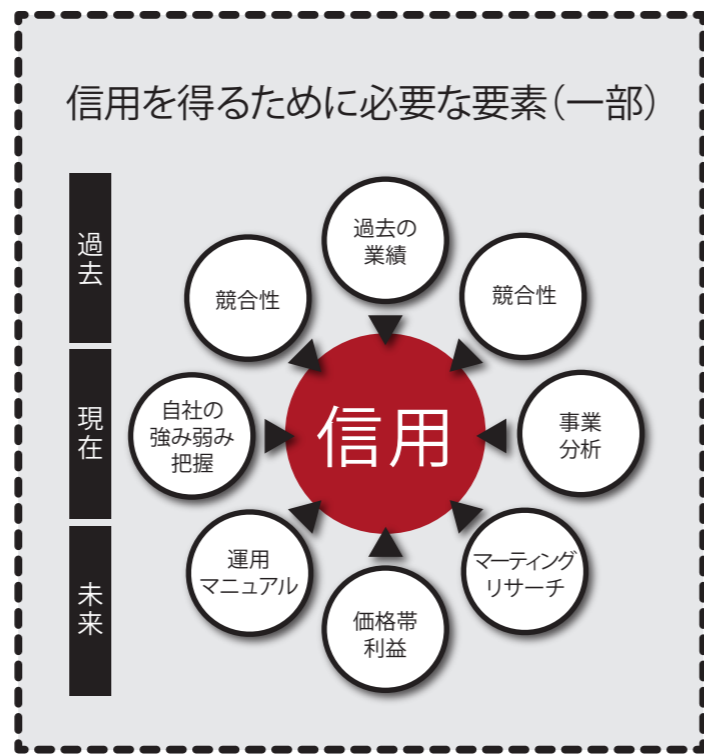 信用を得るために必要な要素(一部)
過去
過去の
業績
競合性
競合性
現在
自社の
強み弱み
把握
信用
事業
分析
未来
運用
マニュアル
価格帯
利益
マーティング
リサーチ